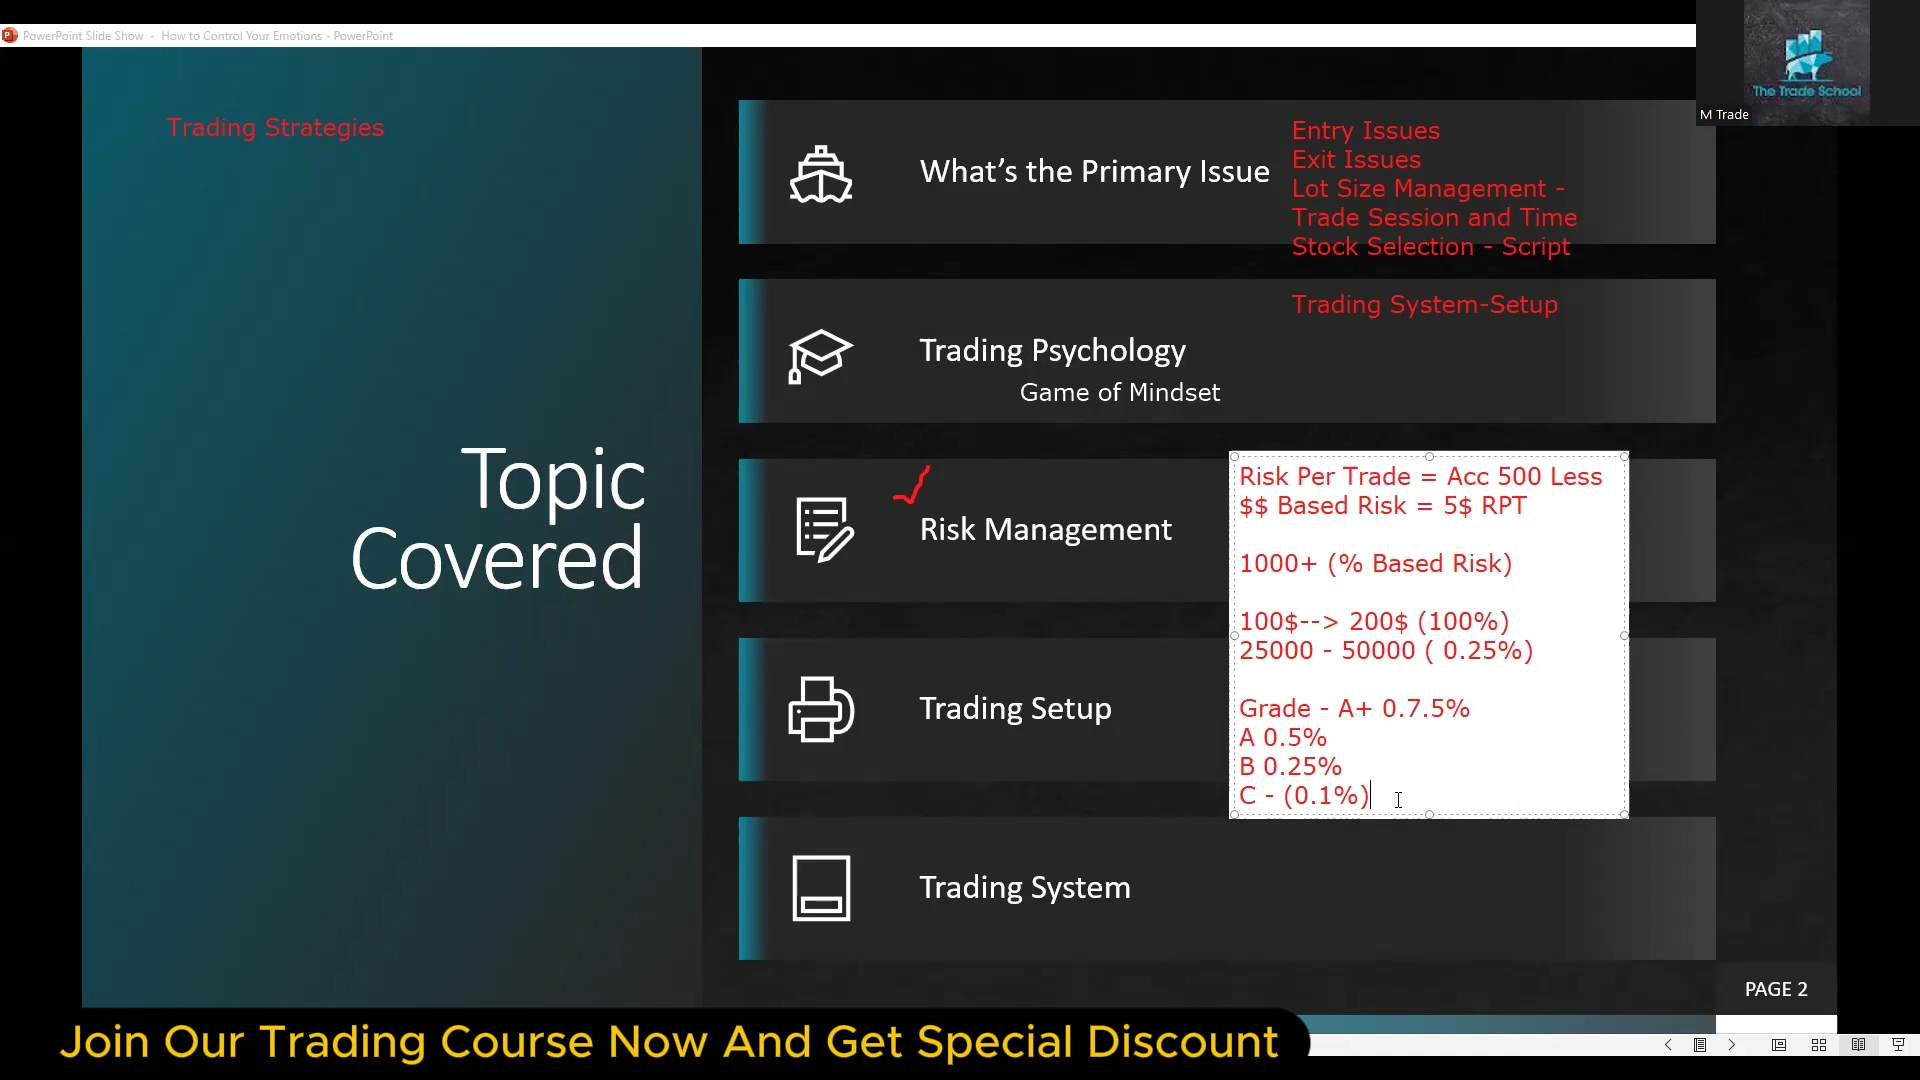 PowerPoint Slide Show - How to Control Your Emotions - PowerPoint
The Trade School
M Trade
Trading Strategies
Topic
Covered
What's the Primary Issue
Entry Issues
Exit Issues
Lot Size Management -
Trade Session and Time
Stock Selection - Script
Trading System-Setup
Trading Psychology
Game of Mindset
Risk Management
Risk Per Trade = Acc 500 Less
$$ Based Risk = 5$ RPT
1000+ (% Based Risk)
100$--> 200$ (100%)
25000 - 50000 ( 0.25%)
Grade - A+ 0.7.5%
A 0.5%
B 0.25%
C - (0.1%)
Trading Setup
Trading System
PAGE 2
Join Our Trading Course Now And Get Special Discount